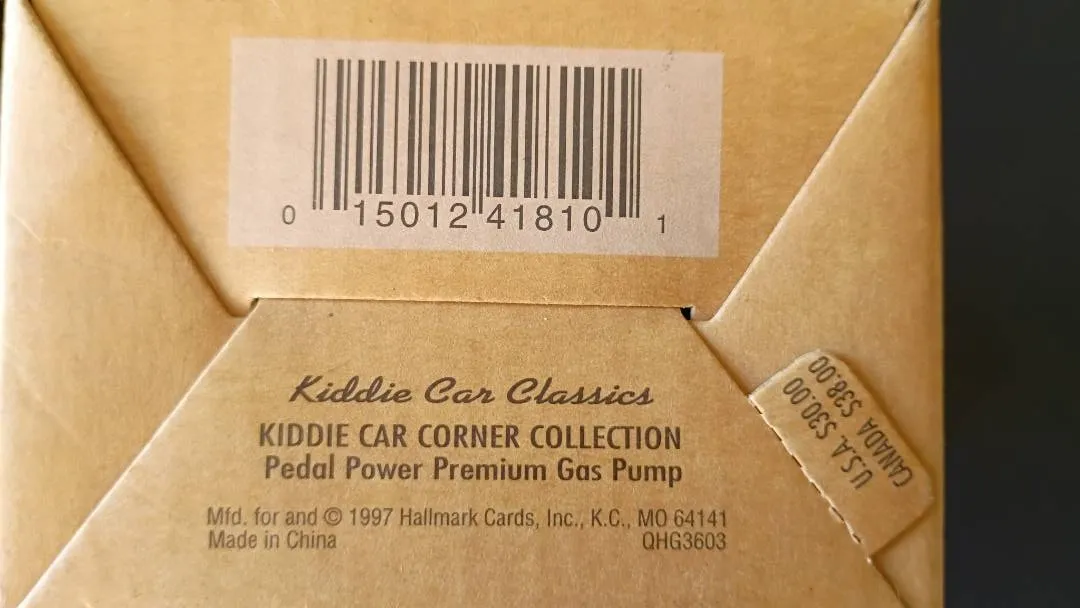 0 15012 41810 1
Kiddie Car Classics
KIDDIE CAR CORNER COLLECTION
Pedal Power Premium Gas Pump
Mfd. for and © 1997 Hallmark Cards, Inc., K.C., MO 64141
Made in China QHG3603
U.S.A. $30.00
CANADA $38.00